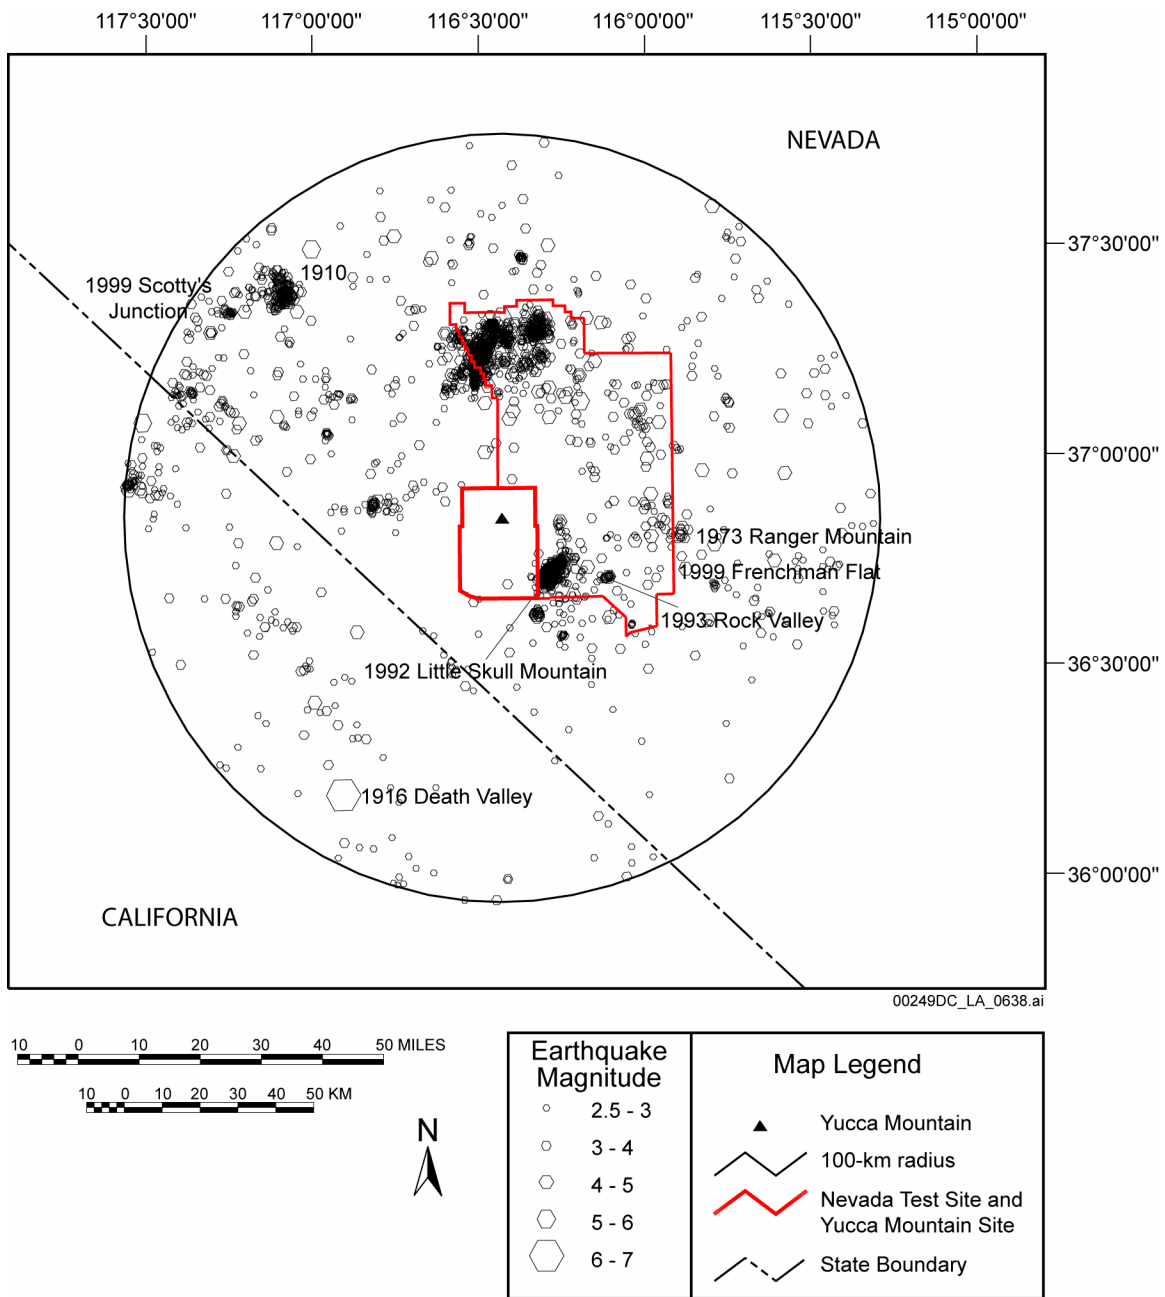 117°30'00" 117°00'00" 116°30'00" 116°00'00" 115°30'00" 115°00'00"
NEVADA
37°30'00"
1910
1999 Scotty's
Junction
37°00'00"
1973 Ranger Mountain
1999 Frenchman Flat
1993 Rock Valley
36°30'00"
1992 Little Skull Mountain
1916 Death Valley
36°00'00"
CALIFORNIA
00249DC_LA_0638.ai
10 0 10 20 30 40 50 MILES
10 0 10 20 30 40 50 KM
N
Earthquake
Magnitude
2.5 - 3
3 - 4
4 - 5
5 - 6
6 - 7
Map Legend
Yucca Mountain
100-km radius
Nevada Test Site and
Yucca Mountain Site
State Boundary